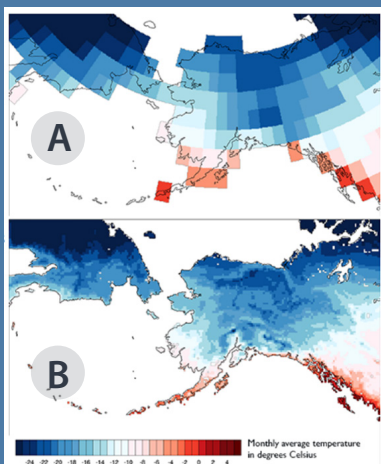 A
B
Monthly average temperature
in degrees Celsius
-24 -22 -20 -18 -16 -14 -12 -10 -8 -6 -4 -2 0 2 4